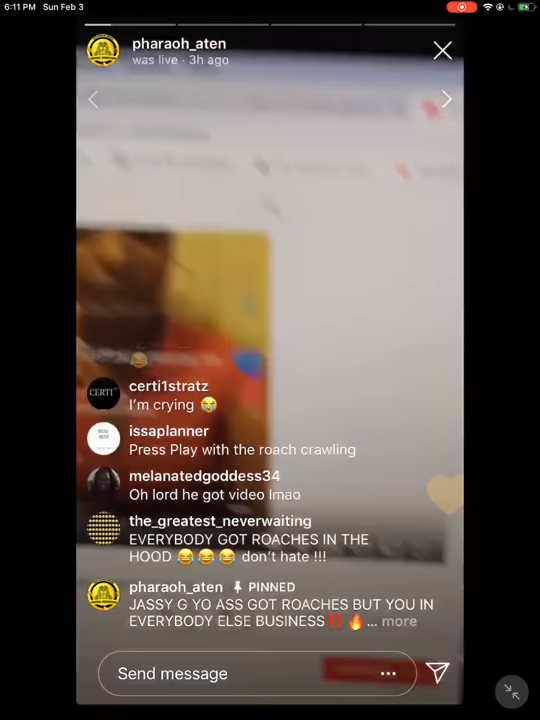 6:11 PM Sun Feb 3
pharaoh_aten
was live · 3h ago
CERTI
certi1stratz
I'm crying 😭
issaplanner
Press Play with the roach crawling
melanatedgoddess34
Oh lord he got video lmao
the_greatest_neverwaiting
EVERYBODY GOT ROACHES IN THE
HOOD 😂😂😂 don't hate !!!
pharaoh_aten PINNED
JASSY G YO ASS GOT ROACHES BUT YOU IN
EVERYBODY ELSE BUSINESS‼️🔥... more
Send message